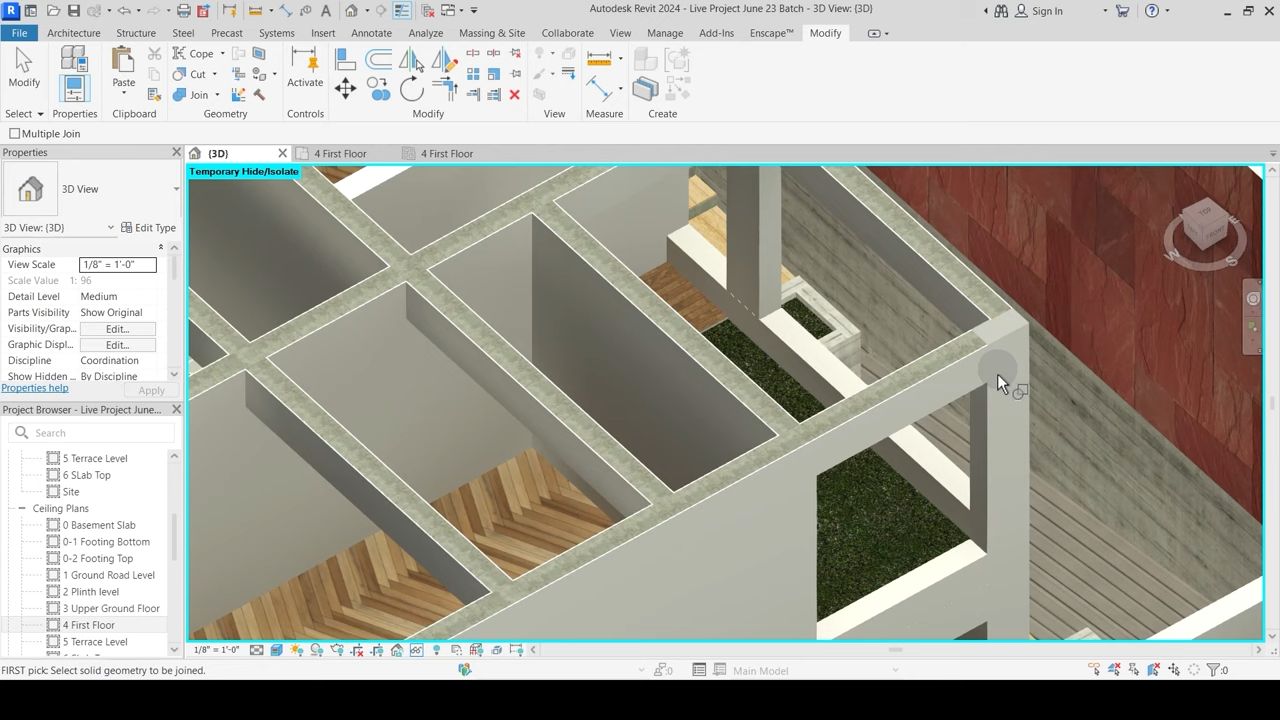 Autodesk Revit 2024 - Live Project June 23 Batch - 3D View: {3D}
Sign In
File Architecture Structure Steel Precast Systems Insert Annotate Analyze Massing & Site Collaborate View Manage Add-Ins Enscape™ Modify
Modify
Paste
Cope
Cut
Join
Activate
Select Properties Clipboard Geometry Controls Modify View Measure Create
Multiple Join
Properties
{3D}
4 First Floor
4 First Floor
3D View
3D View: {3D}
Edit Type
Graphics
View Scale 1/8" = 1'-0"
Scale Value 1: 96
Detail Level Medium
Parts Visibility Show Original
Visibility/Grap... Edit...
Graphic Displ... Edit...
Discipline Coordination
Show Hidden By Discipline
Properties help
Apply
Project Browser - Live Project June...
Search
5 Terrace Level
6 Slab Top
Site
Ceiling Plans
0 Basement Slab
0-1 Footing Bottom
0-2 Footing Top
1 Ground Road Level
2 Plinth level
3 Upper Ground Floor
4 First Floor
5 Terrace Level
Temporary Hide/Isolate
TOP
FRONT
W
S
E
1/8" = 1'-0"
FIRST pick: Select solid geometry to be joined.
:0
Main Model
:0